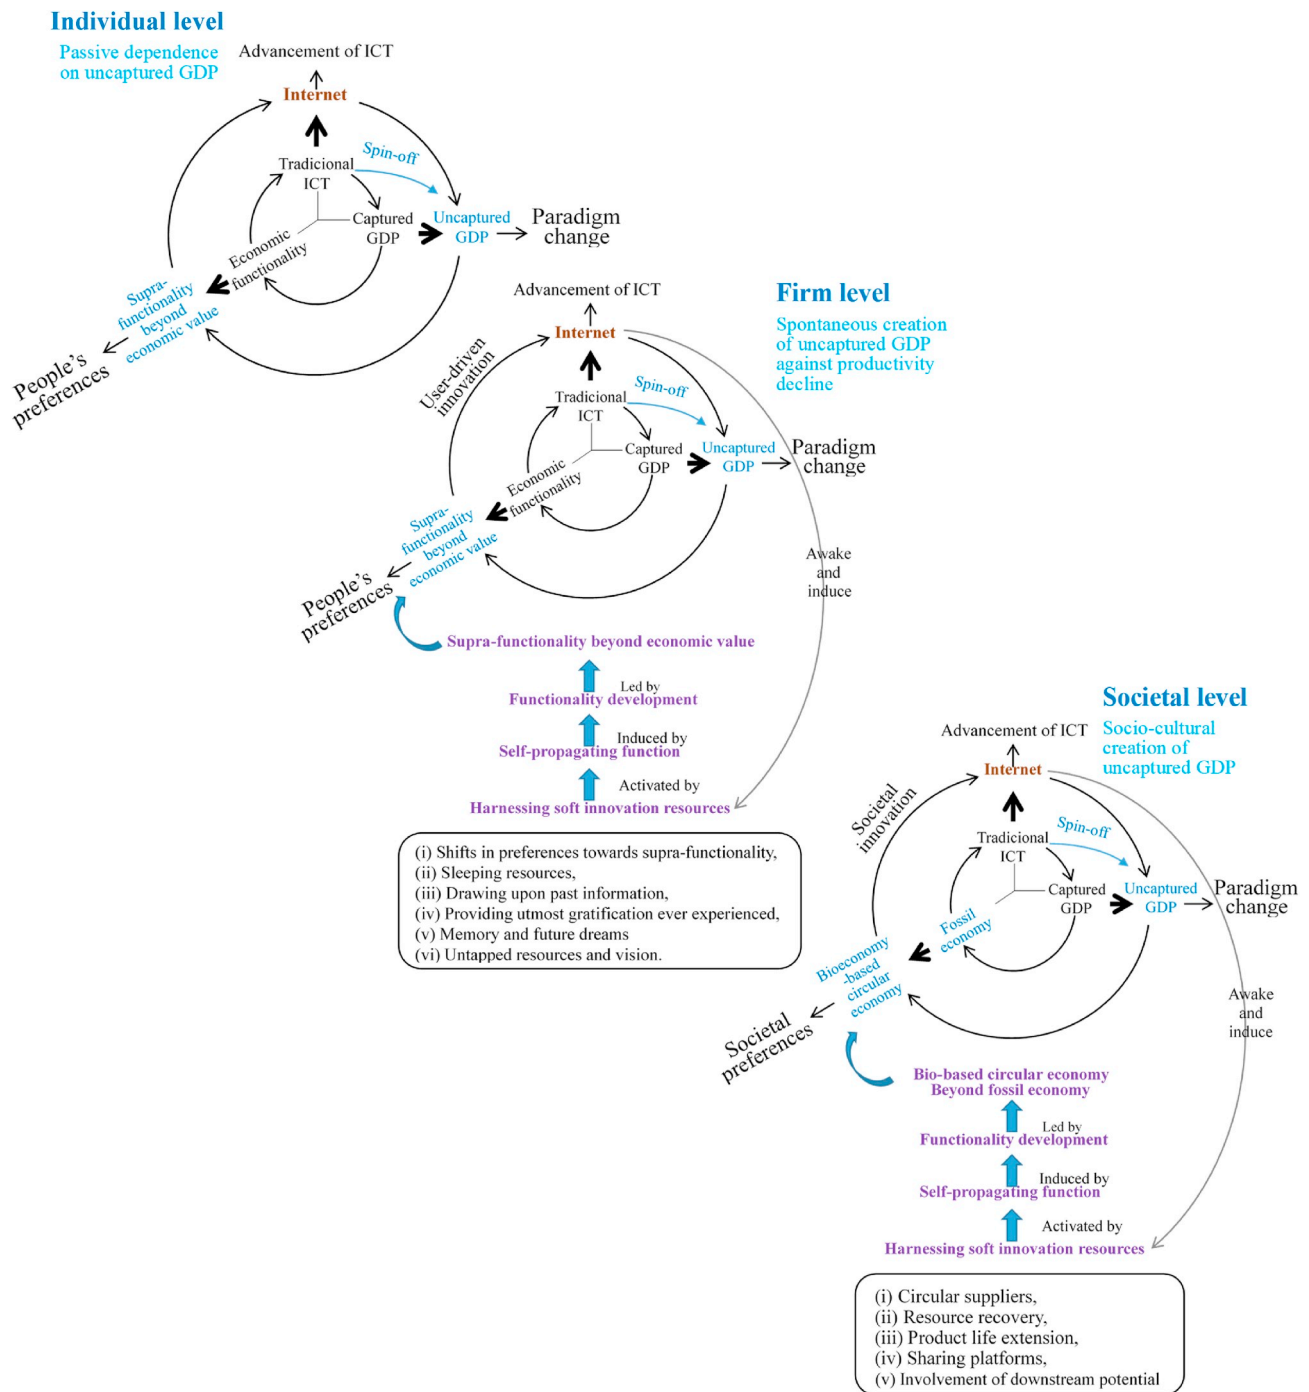 Individual level
Passive dependence
on uncaptured GDP
Advancement of ICT
Internet
Tradicional
ICT
Spin-off
Captured
GDP
Uncaptured
GDP
Paradigm
change
Economic
functionality
Supra-
functionality
beyond
economic value
People's
preferences
Firm level
Spontaneous creation
of uncaptured GDP
against productivity
decline
Advancement of ICT
Internet
User-driven
innovation
Tradicional
ICT
Spin-off
Captured
GDP
Uncaptured
GDP
Paradigm
change
Economic
functionality
Supra-
functionality
beyond
economic value
People's
preferences
Awake
and
induce
Supra-functionality beyond economic value
Led by
Functionality development
Induced by
Self-propagating function
Activated by
Harnessing soft innovation resources
(i) Shifts in preferences towards supra-functionality,
(ii) Sleeping resources,
(iii) Drawing upon past information,
(iv) Providing utmost gratification ever experienced,
(v) Memory and future dreams
(vi) Untapped resources and vision.
Societal level
Socio-cultural
creation of
uncaptured GDP
Advancement of ICT
Internet
Societal
innovation
Tradicional
ICT
Spin-off
Captured
GDP
Uncaptured
GDP
Paradigm
change
Fossil
economy
Bioeconomy
-based
circular
economy
Societal
preferences
Awake
and
induce
Bio-based circular economy
Beyond fossil economy
Led by
Functionality development
Induced by
Self-propagating function
Activated by
Harnessing soft innovation resources
(i) Circular suppliers,
(ii) Resource recovery,
(iii) Product life extension,
(iv) Sharing platforms,
(v) Involvement of downstream potential